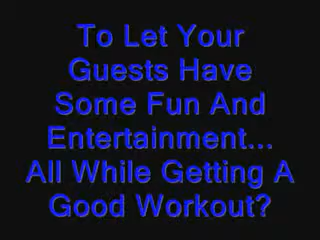 To Let Your
Guests Have
Some Fun And
Entertainment...
All While Getting A
Good Workout?